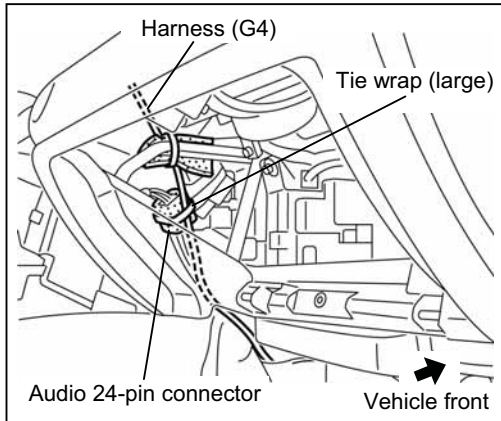 Harness (G4)
Tie wrap (large)
Audio 24-pin connector
Vehicle front